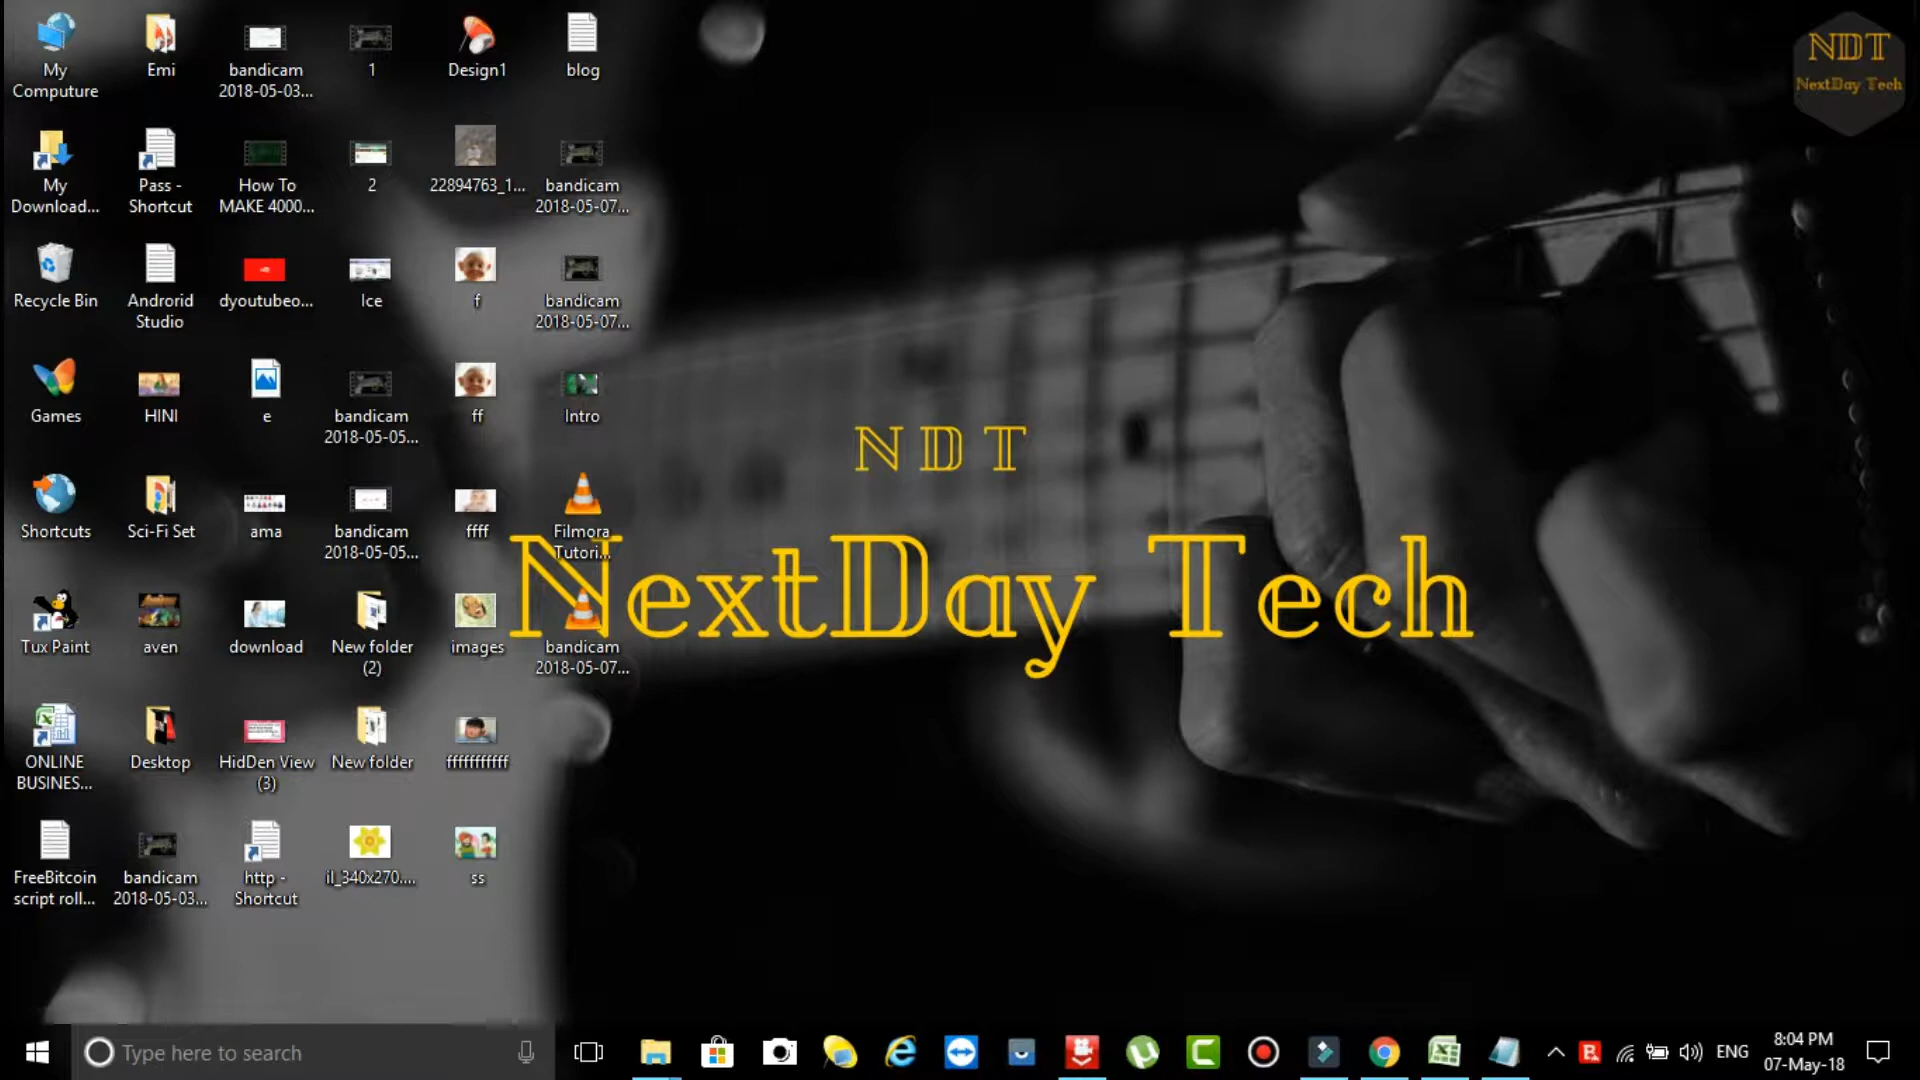 My
Computure
Emi
bandicam
2018-05-03...
1
Design1
blog
My
Download...
Pass -
Shortcut
How To
MAKE 4000...
2
22894763_1...
bandicam
2018-05-07...
Recycle Bin
Androrid
Studio
dyoutubeo...
Ice
f
bandicam
2018-05-07...
Games
HINI
e
bandicam
2018-05-05...
ff
Intro
Shortcuts
Sci-Fi Set
ama
bandicam
2018-05-05...
ffff
Filmora
Tutori...
Tux Paint
aven
download
New folder
(2)
images
bandicam
2018-05-07...
ONLINE
BUSINES...
Desktop
HidDen View
(3)
New folder
fffffffffff
FreeBitcoin
script roll...
bandicam
2018-05-03...
http -
Shortcut
il_340x270....
ss
NDT
NextDay Tech
NDT
NextDay Tech
Type here to search
ENG
8:04 PM
07-May-18